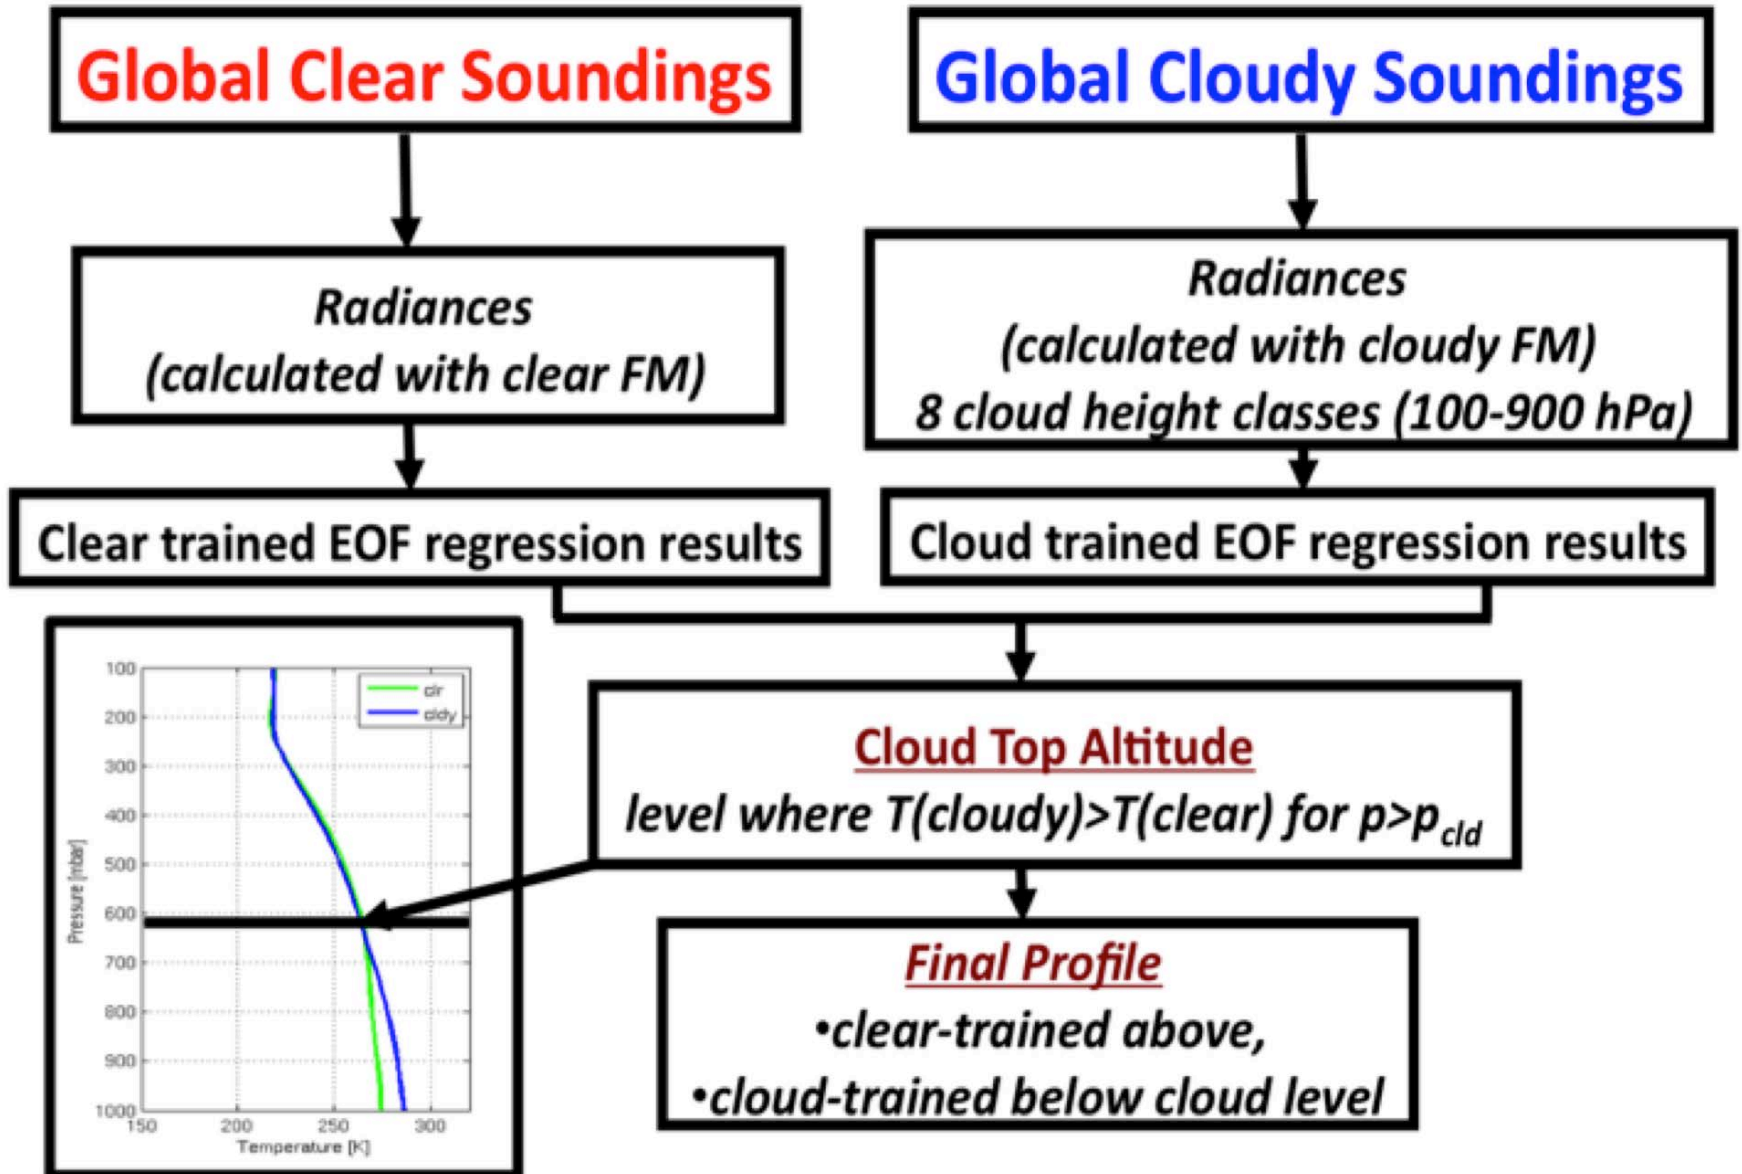 Global Clear Soundings
Global Cloudy Soundings
Radiances
(calculated with clear FM)
Radiances
(calculated with cloudy FM)
8 cloud height classes (100-900 hPa)
Clear trained EOF regression results
Cloud trained EOF regression results
Cloud Top Altitude
level where T(cloudy)>T(clear) for p>pcld
Final Profile
•clear-trained above,
•cloud-trained below cloud level
clr
cldy
100
200
300
400
500
600
700
800
900
1000
Pressure [mbar]
150 200 250 300
Temperature [K]